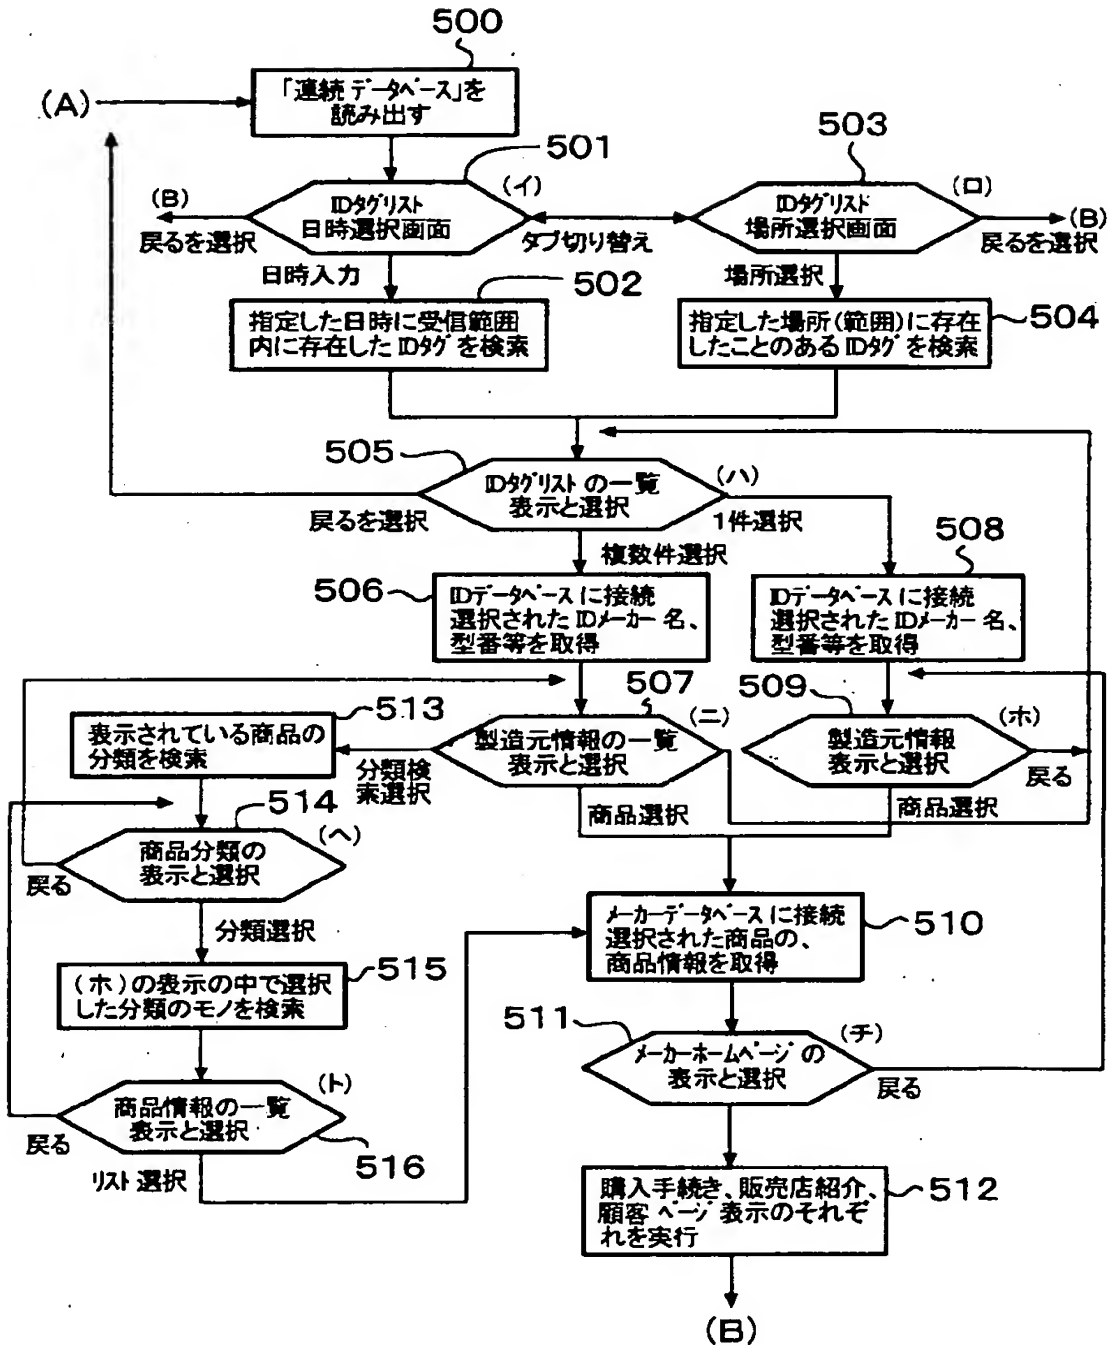 500
(A)
「連続データベース」を
読み出す
501
503
(B)
(イ)
(ロ)
IDタグリスト
日時選択画面
IDタグリスト
場所選択画面
戻るを選択
タブ切り替え
(B)
戻るを選択
日時入力
502
場所選択
指定した日時に受信範囲
内に存在したIDタグを検索
指定した場所(範囲)に存在
したことのあるIDタグを検索
504
505
(ハ)
IDタグリストの一覧
表示と選択
戻るを選択
1件選択
複数件選択
508
506
IDデータベースに接続
選択されたIDメーカー名、
型番等を取得
IDデータベースに接続
選択されたIDメーカー名、
型番等を取得
513
507
509
表示されている商品の
分類を検索
(ニ)
製造元情報の一覧
表示と選択
(ホ)
製造元情報
表示と選択
戻る
分類検
索選択
514
商品選択
商品選択
(ヘ)
商品分類の
表示と選択
戻る
分類選択
メーカーデータベースに接続
選択された商品の、
商品情報を取得
510
515
(ホ)の表示の中で選択
した分類のモノを検索
511
(チ)
メーカーホームページの
表示と選択
戻る
(ト)
商品情報の一覧
表示と選択
戻る
516
リスト選択
購入手続き、販売店紹介、
顧客ページ表示のそれぞ
れを実行
512
(B)